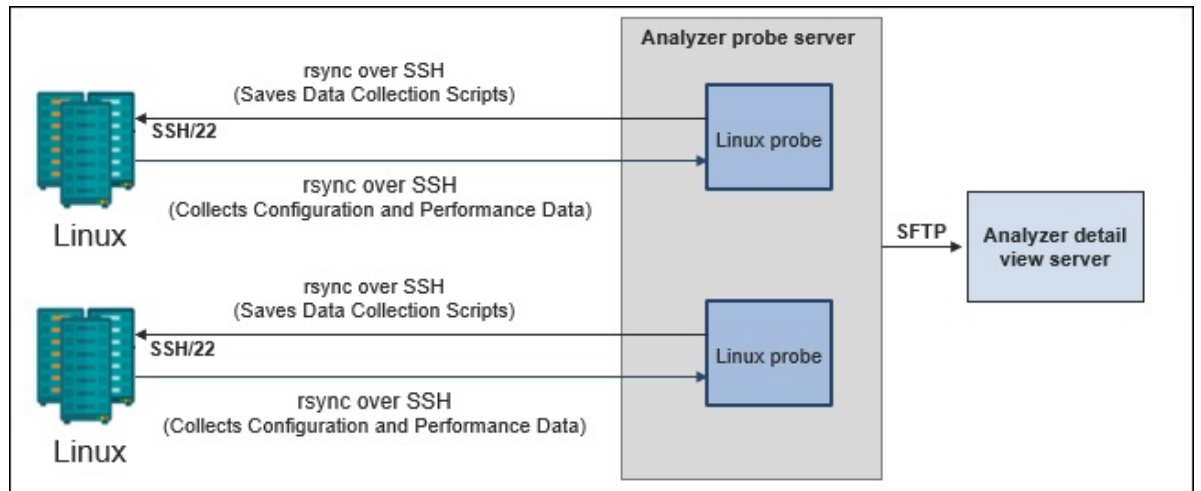 Analyzer probe server
rsync over SSH
(Saves Data Collection Scripts)
SSH/22
Linux probe
rsync over SSH
(Collects Configuration and Performance Data)
Linux
SFTP
Analyzer detail
view server
rsync over SSH
(Saves Data Collection Scripts)
SSH/22
Linux probe
rsync over SSH
(Collects Configuration and Performance Data)
Linux